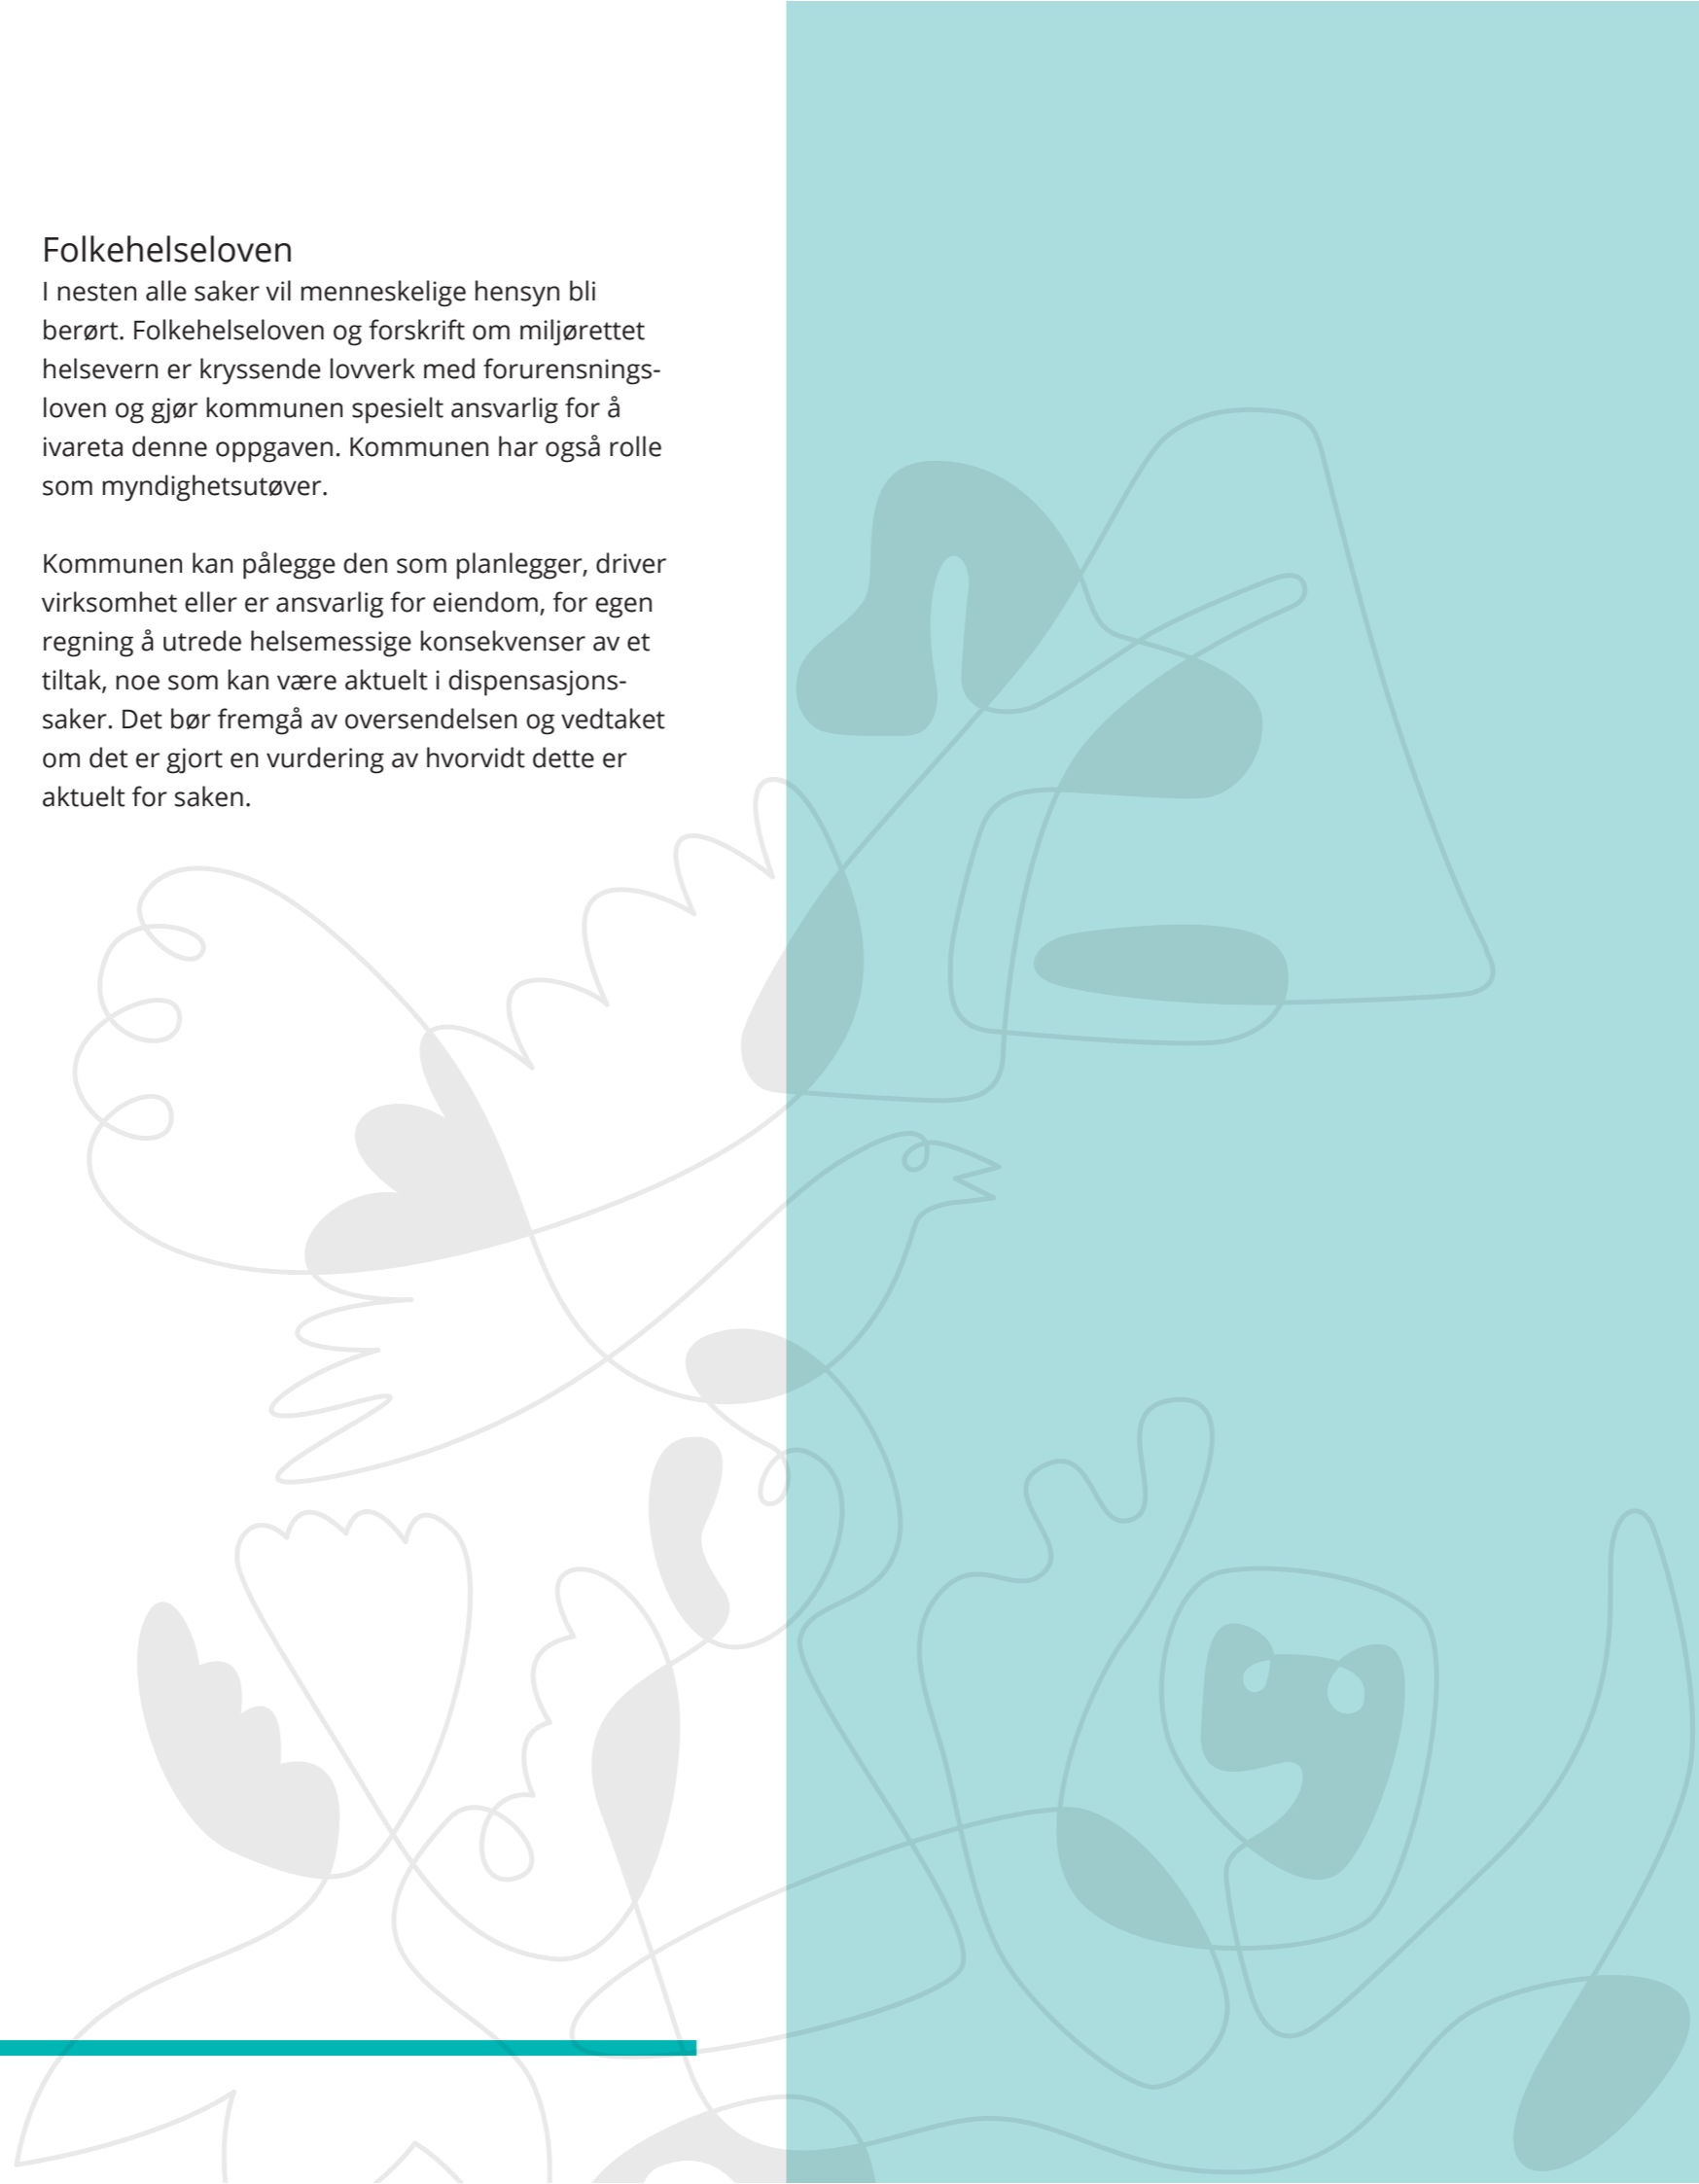 Folkehelseloven
I nesten alle saker vil menneskelige hensyn bli
berørt. Folkehelseloven og forskrift om miljørettet
helsevern er kryssende lovverk med forurensnings-
loven og gjør kommunen spesielt ansvarlig for å
ivareta denne oppgaven. Kommunen har også rolle
som myndighetsutøver.
Kommunen kan pålegge den som planlegger, driver
virksomhet eller er ansvarlig for eiendom, for egen
regning å utrede helsemessige konsekvenser av et
tiltak, noe som kan være aktuelt i dispensasjons-
saker. Det bør fremgå av oversendelsen og vedtaket
om det er gjort en vurdering av hvorvidt dette er
aktuelt for saken.